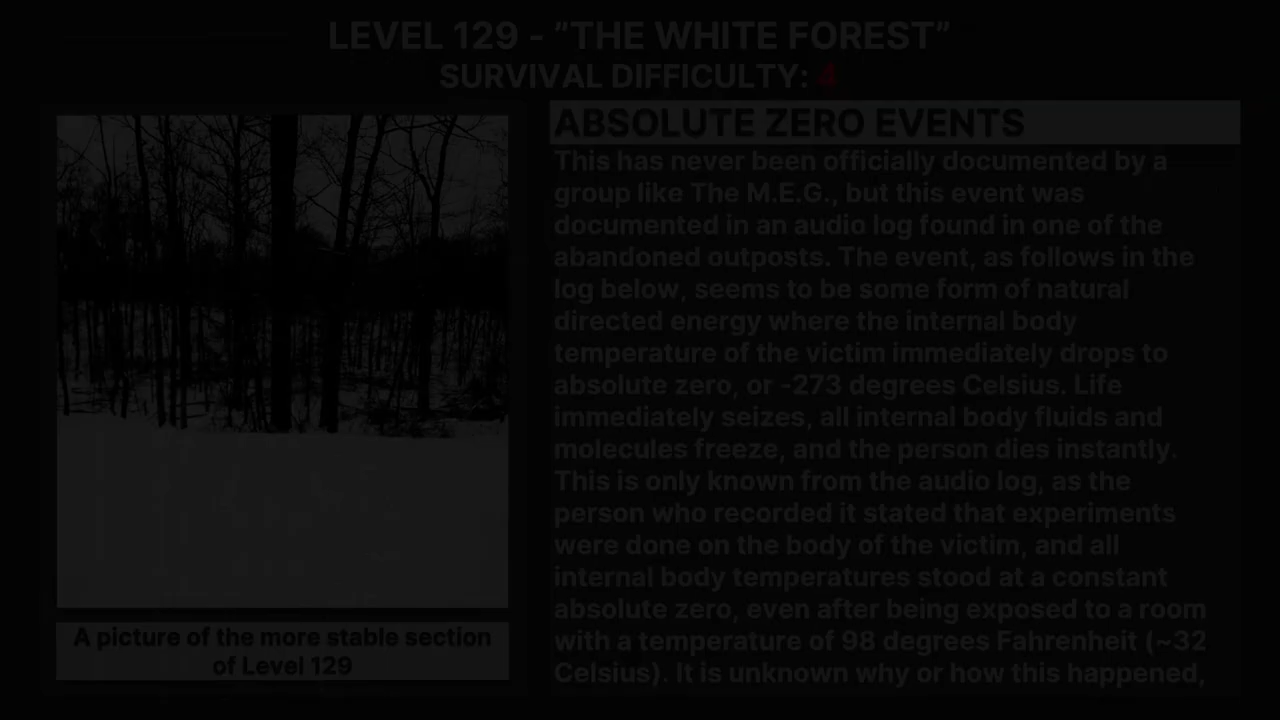 LEVEL 129 - “THE WHITE FOREST”
SURVIVAL DIFFICULTY: 4
ABSOLUTE ZERO EVENTS
This has never been officially documented by a
group like The M.E.G., but this event was
documented in an audio log found in one of the
abandoned outposts. The event, as follows in the
log below, seems to be some form of natural
directed energy where the internal body
temperature of the victim immediately drops to
absolute zero, or -273 degrees Celsius. Life
immediately seizes, all internal body fluids and
molecules freeze, and the person dies instantly.
This is only known from the audio log, as the
person who recorded it stated that experiments
were done on the body of the victim, and all
internal body temperatures stood at a constant
absolute zero, even after being exposed to a room
with a temperature of 98 degrees Fahrenheit (~32
Celsius). It is unknown why or how this happened,
A picture of the more stable section
of Level 129